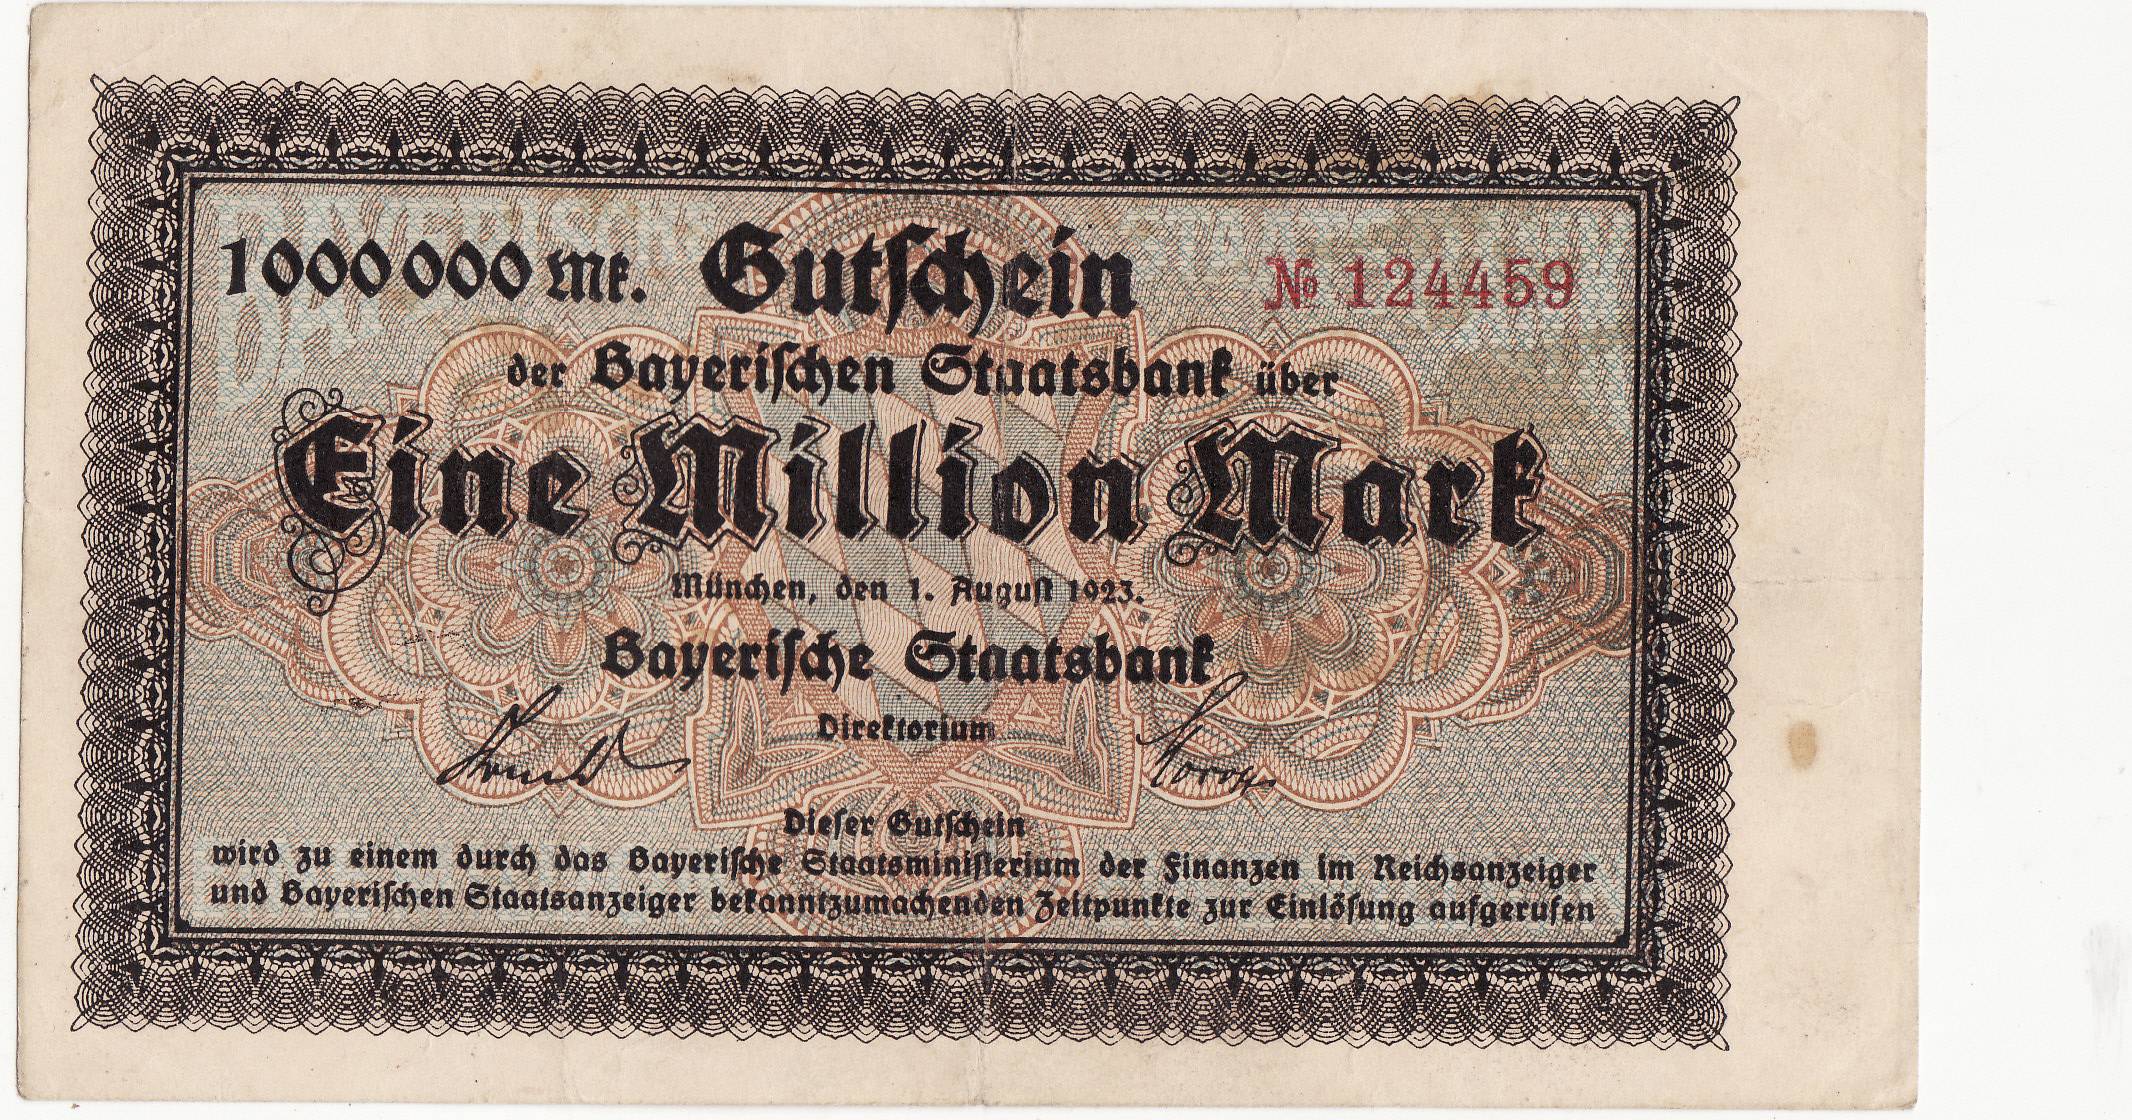 1000000 Mk. Gutschein № 124459
der Bayerischen Staatsbank über
Eine Million Mark
München, den 1. August 1923.
Bayerische Staatsbank
Direktorium
Dieser Gutschein
wird zu einem durch das Bayerische Staatsministerium der Finanzen im Reichsanzeiger
und Bayerischen Staatsanzeiger bekanntzumachenden Zeitpunkte zur Einlösung aufgerufen